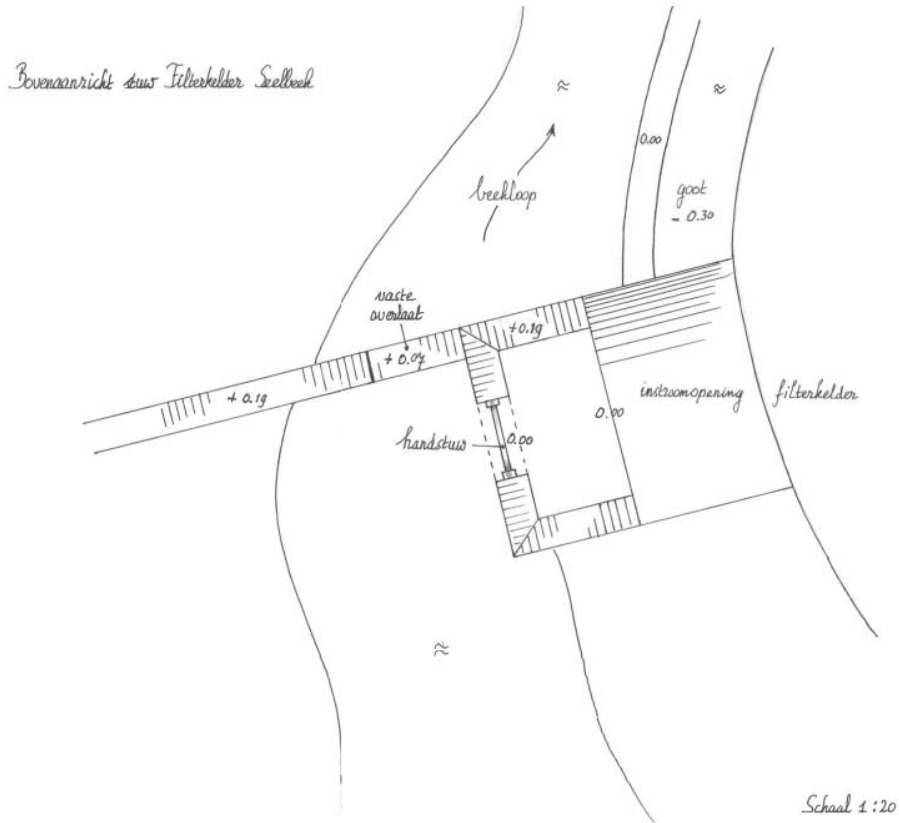 Bovenaanzicht stuw Filterkelder Seelbeek
≈
≈
0.00
beekloop
goot
- 0.30
vaste
overlaat
+0.19
+ 0.07
+ 0.19
instroomopening
filterkelder
0.00
handstuw
0.00
≈
Schaal 1:20